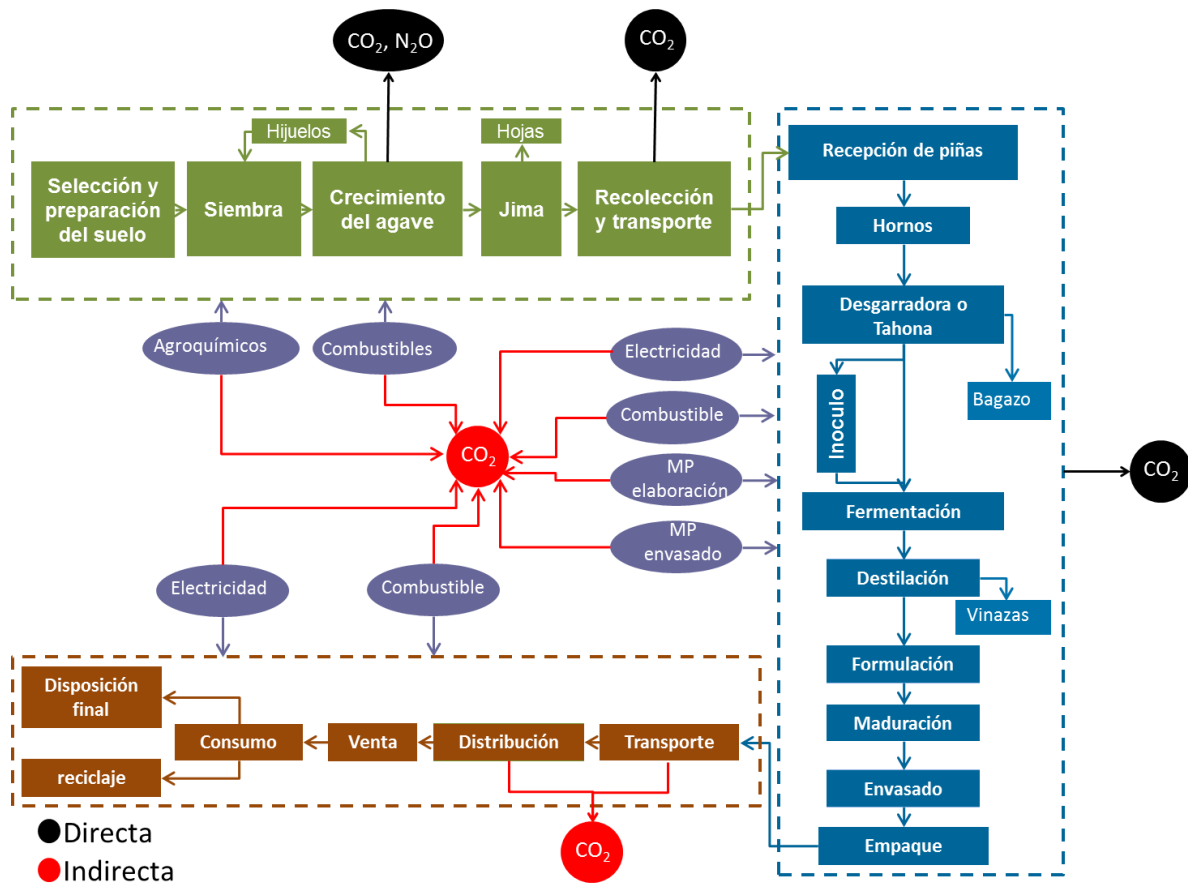 CO₂, N₂O
CO₂
Hijuelos
Hojas
Selección y
preparación
del suelo
Siembra
Crecimiento
del agave
Jima
Recolección
y transporte
Recepción de piñas
Hornos
Desgarradora o
Tahona
Inoculo
Bagazo
Fermentación
Destilación
Vinazas
Formulación
Maduración
Envasado
Empaque
CO₂
Agroquímicos
Combustibles
Electricidad
Combustible
MP
elaboración
MP
envasado
CO₂
Electricidad
Combustible
Disposición
final
reciclaje
Consumo
Venta
Distribución
Transporte
CO₂
Directa
Indirecta